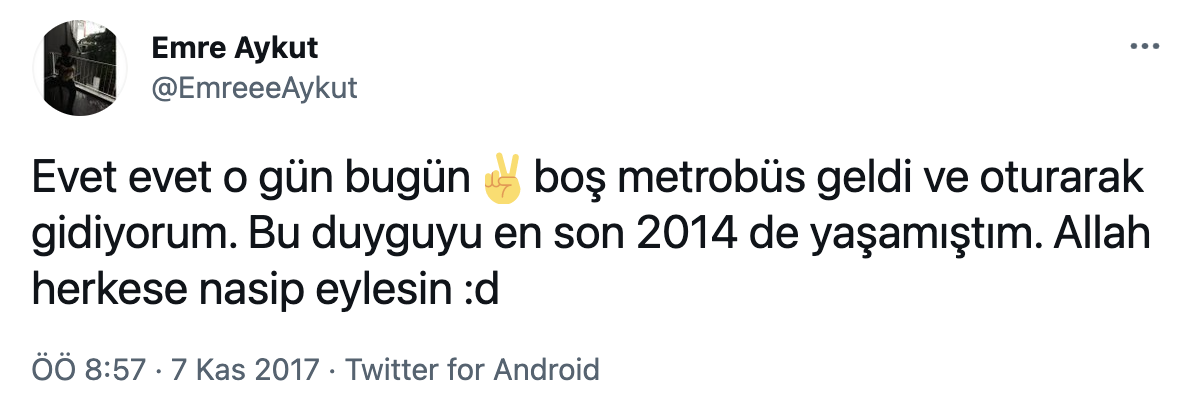 Emre Aykut
@EmreeeAykut
Evet evet o gün bugün ✌ boş metrobüs geldi ve oturarak
gidiyorum. Bu duyguyu en son 2014 de yaşamıştım. Allah
herkese nasip eylesin :d
ÖÖ 8:57 · 7 Kas 2017 · Twitter for Android